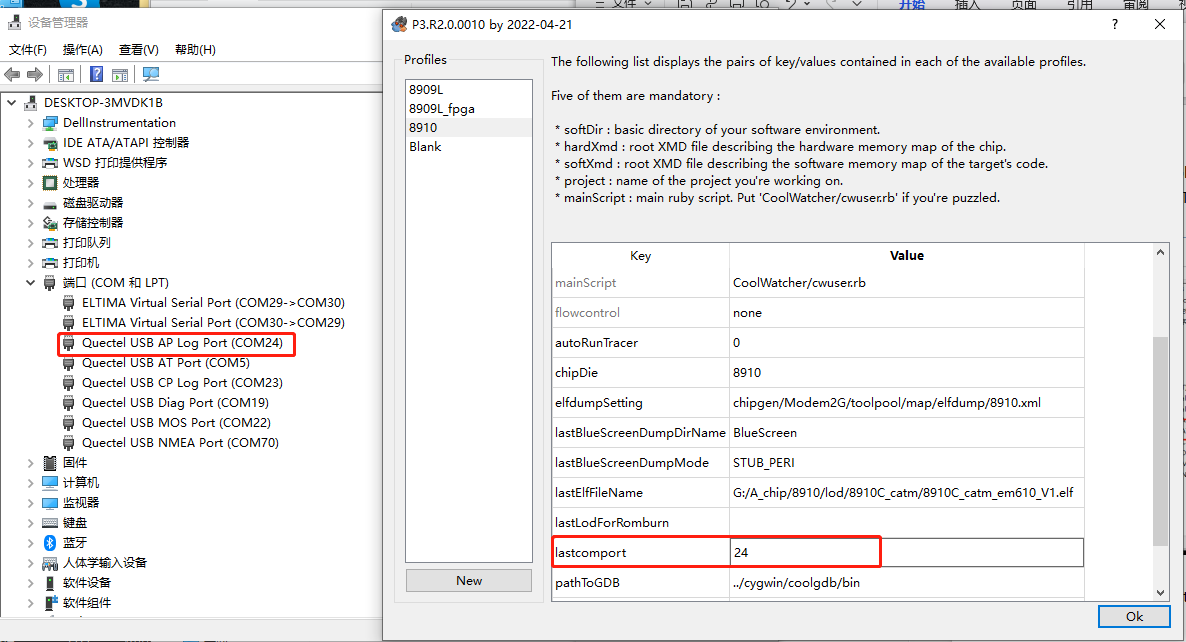 文件
开始
插入
页面
引用
审阅
设备管理器
文件(F) 操作(A) 查看(V) 帮助(H)
DESKTOP-3MVDK1B
DellInstrumentation
IDE ATA/ATAPI 控制器
WSD 打印提供程序
处理器
磁盘驱动器
存储控制器
打印队列
打印机
端口 (COM 和 LPT)
ELTIMA Virtual Serial Port (COM29->COM30)
ELTIMA Virtual Serial Port (COM30->COM29)
Quectel USB AP Log Port (COM24)
Quectel USB AT Port (COM5)
Quectel USB CP Log Port (COM23)
Quectel USB Diag Port (COM19)
Quectel USB MOS Port (COM22)
Quectel USB NMEA Port (COM70)
固件
计算机
监视器
键盘
蓝牙
人体学输入设备
软件设备
软件组件
P3.R2.0.0010 by 2022-04-21
Profiles
8909L
8909L_fpga
8910
Blank
New
The following list displays the pairs of key/values contained in each of the available profiles.
Five of them are mandatory :
* softDir : basic directory of your software environment.
* hardXmd : root XMD file describing the hardware memory map of the chip.
* softXmd : root XMD file describing the software memory map of the target's code.
* project : name of the project you're working on.
* mainScript : main ruby script. Put 'CoolWatcher/cwuser.rb' if you're puzzled.
Key Value
mainScript CoolWatcher/cwuser.rb
flowcontrol none
autoRunTracer 0
chipDie 8910
elfdumpSetting chipgen/Modem2G/toolpool/map/elfdump/8910.xml
lastBlueScreenDumpDirName BlueScreen
lastBlueScreenDumpMode STUB_PERI
lastElfFileName G:/A_chip/8910/lod/8910C_catm/8910C_catm_em610_V1.elf
lastLodForRomburn
lastcomport 24
pathToGDB ../cygwin/coolgdb/bin
Ok